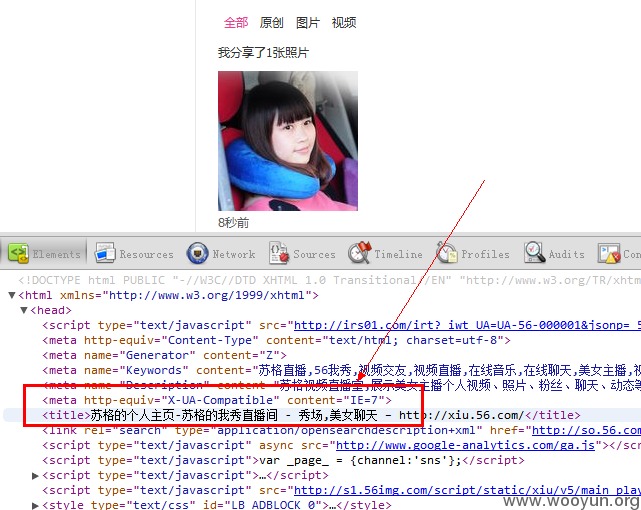 全部 原创 图片 视频
我分享了1张照片
8秒前
Elements Resources Network Sources Timeline Profiles Audits Con
<!DOCTYPE html PUBLIC "-//W3C//DTD XHTML 1.0 Transitional//EN" "http://www.w3.org/TR/xhtml
▼<html xmlns="http://www.w3.org/1999/xhtml">
▼<head>
<script type="text/javascript" src="http://irs01.com/irt?_iwt_UA=UA-56-000001&jsonp=_5
<meta http-equiv="Content-Type" content="text/html; charset=utf-8">
<meta name="Generator" content="Z">
<meta name="Keywords" content="苏格直播,56我秀,视频交友,视频直播,在线音乐,在线聊天,美女主播,视
<meta name="Description" content="苏格视频直播室,展示美女主播个人视频、照片、粉丝、聊天、动态等
<meta http-equiv="X-UA-Compatible" content="IE=7">
<title>苏格的个人主页-苏格的我秀直播间 - 秀场,美女聊天 - http://xiu.56.com/</title>
<link rel="search" type="application/opensearchdescription+xml" href="http://so.56.com
<script async src="http://www.google-analytics.com/ga.js"></script>
<script type="text/javascript">var _page_ = {channel:'sns'};</script>
▶<script type="text/javascript">…</script>
<script type="text/javascript" src="http://s1.56img.com/script/static/xiu/v5/main_play
▶<style type="text/css" id="LB_ADBLOCK_0">…</style>
www.wooyun.org